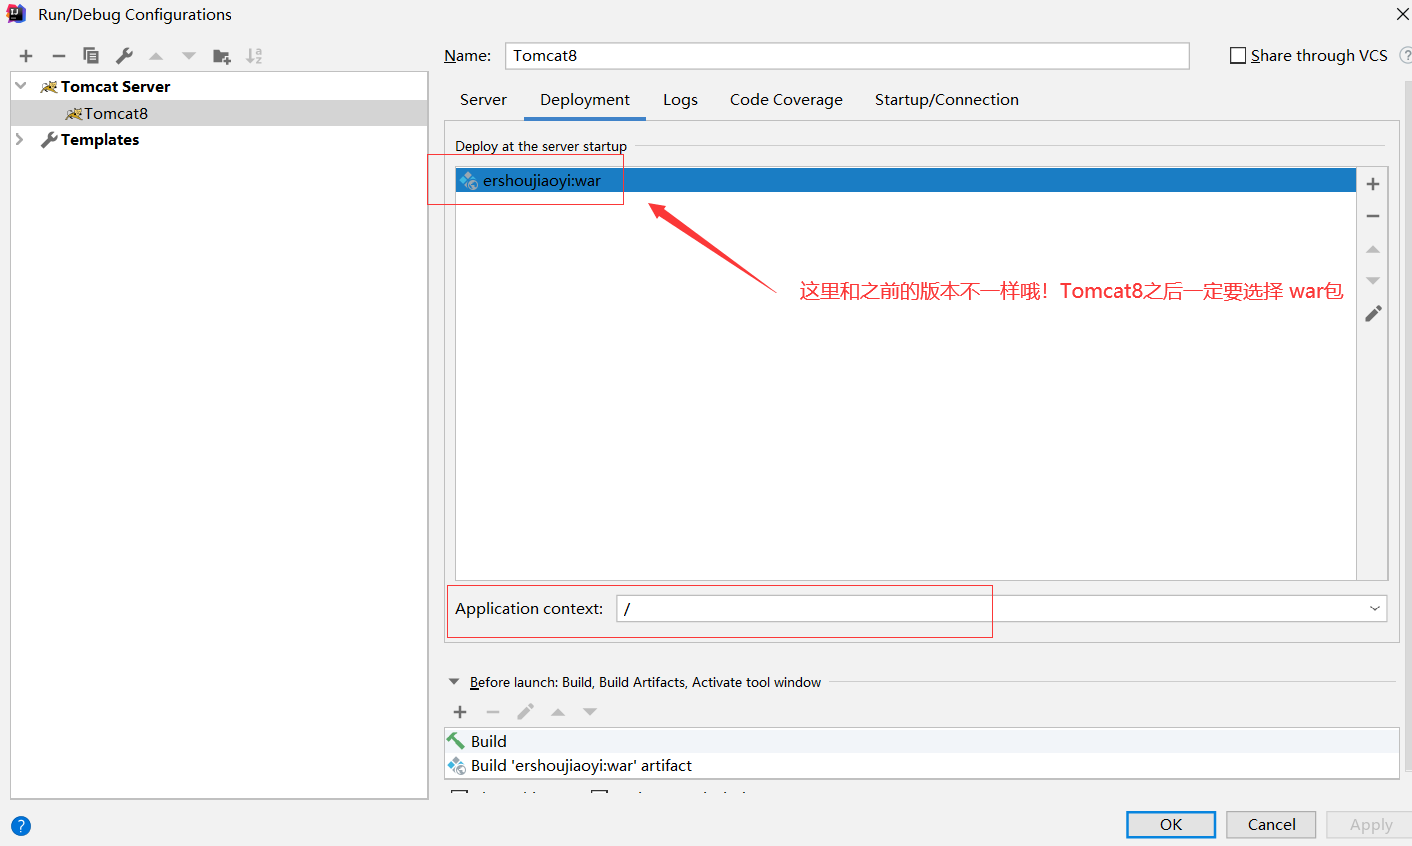 Run/Debug Configurations
Name: Tomcat8
Share through VCS
Tomcat Server
Tomcat8
Templates
Server Deployment Logs Code Coverage Startup/Connection
Deploy at the server startup
ershoujiaoyi:war
这里和之前的版本不一样哦！Tomcat8之后一定要选择 war包
Application context: /
Before launch: Build, Build Artifacts, Activate tool window
Build
Build 'ershoujiaoyi:war' artifact
OK Cancel Apply